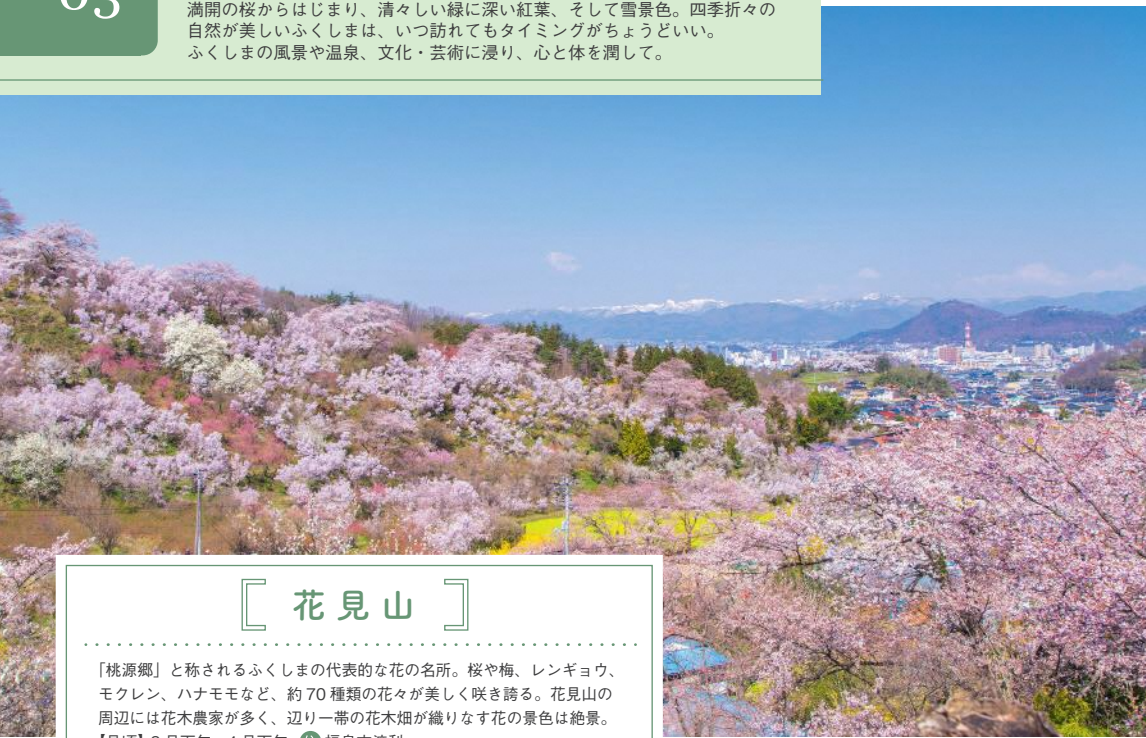 03
満開の桜からはじまり、清々しい緑に深い紅葉、そして雪景色。四季折々の
自然が美しいふくしまは、いつ訪れてもタイミングがちょうどいい。
ふくしまの風景や温泉、文化・芸術に浸り、心と体を潤して。
花見山
「桃源郷」と称されるふくしまの代表的な花の名所。桜や梅、レンギョウ、
モクレン、ハナモモなど、約70種類の花々が美しく咲き誇る。花見山の
周辺には花木農家が多く、辺り一帯の花木畑が織りなす花の景色は絶景。